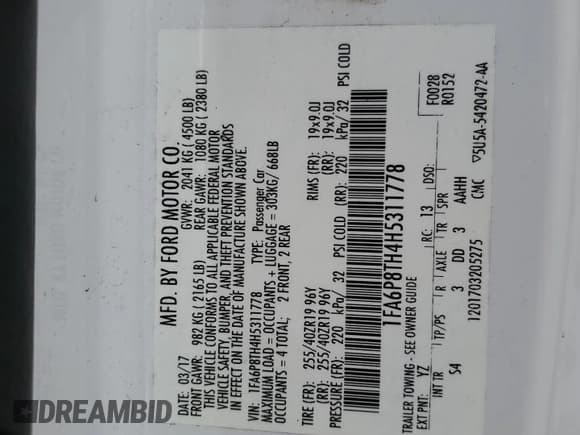 MFD. BY FORD MOTOR CO.
DATE: 03/17 GVWR: 2041 KG ( 4500 LB)
FRONT GAWR: 982 KG ( 2165 LB) REAR GAWR: 1080 KG ( 2380 LB)
THIS VEHICLE CONFORMS TO ALL APPLICABLE FEDERAL MOTOR
VEHICLE SAFETY, BUMPER, AND THEFT PREVENTION STANDARDS
IN EFFECT ON THE DATE OF MANUFACTURE SHOWN ABOVE.
VIN: 1FA6P8TH4H5311778 TYPE: Passenger Car
MAXIMUM LOAD = OCCUPANTS + LUGGAGE = 303KG/ 668LB
OCCUPANTS = 4 TOTAL: 2 FRONT, 2 REAR
TIRE (FR): 255/40ZR19 96Y RIMS (FR): 19x9.0J
(RR): 255/40ZR19 96Y (RR): 19x9.0J
PRESSURE (FR): 220 kPa/ 32 PSI COLD (RR): 220 kPa/ 32 PSI COLD
1FA6P8TH4H5311778
TRAILER TOWING - SEE OWNER GUIDE F0028
EXT PNT: YZ RC: 13 DSO: R0152
INT TR TP/PS R AXLE TR SPR
S4 3 DD 3 AAHH
1201703205275 CMC ▽5U5A-5420472-AA
DREAMBID